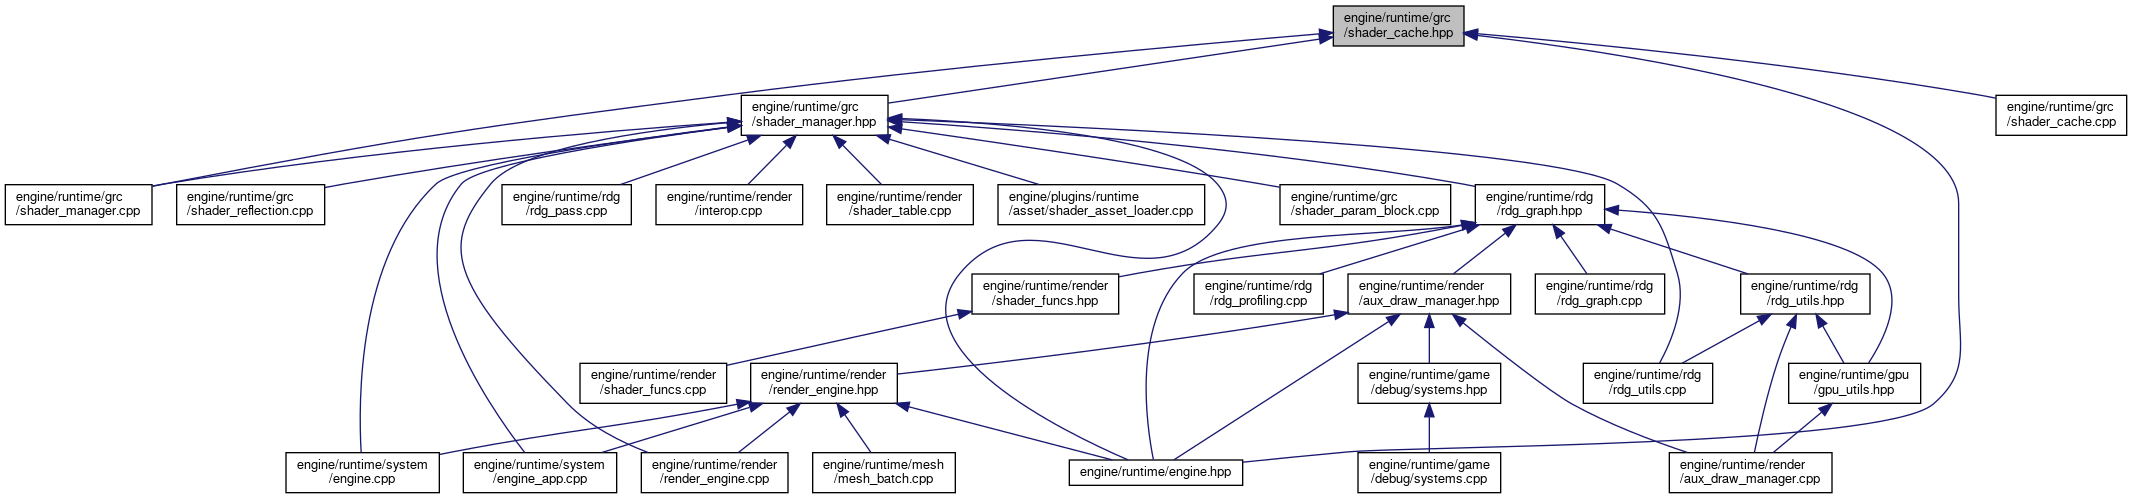 engine/runtime/grc
/shader_cache.hpp
engine/runtime/grc
/shader_manager.hpp
engine/runtime/grc
/shader_cache.cpp
engine/runtime/grc
/shader_manager.cpp
engine/runtime/grc
/shader_reflection.cpp
engine/runtime/rdg
/rdg_pass.cpp
engine/runtime/render
/interop.cpp
engine/runtime/render
/shader_table.cpp
engine/plugins/runtime
/asset/shader_asset_loader.cpp
engine/runtime/grc
/shader_param_block.cpp
engine/runtime/rdg
/rdg_graph.hpp
engine/runtime/render
/shader_funcs.hpp
engine/runtime/rdg
/rdg_profiling.cpp
engine/runtime/render
/aux_draw_manager.hpp
engine/runtime/rdg
/rdg_graph.cpp
engine/runtime/rdg
/rdg_utils.hpp
engine/runtime/render
/shader_funcs.cpp
engine/runtime/render
/render_engine.hpp
engine/runtime/game
/debug/systems.hpp
engine/runtime/rdg
/rdg_utils.cpp
engine/runtime/gpu
/gpu_utils.hpp
engine/runtime/system
/engine.cpp
engine/runtime/system
/engine_app.cpp
engine/runtime/render
/render_engine.cpp
engine/runtime/mesh
/mesh_batch.cpp
engine/runtime/engine.hpp
engine/runtime/game
/debug/systems.cpp
engine/runtime/render
/aux_draw_manager.cpp